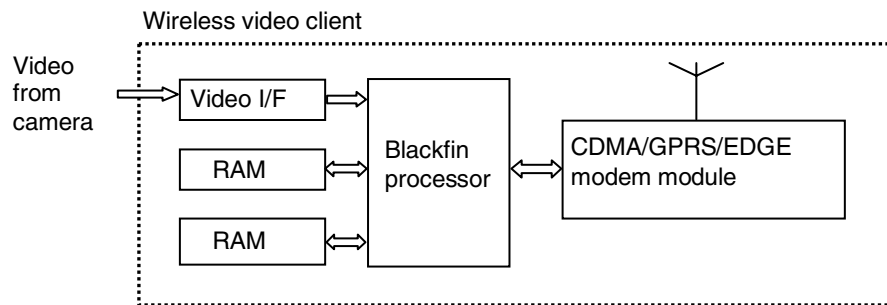 Wireless video client
Video
from
camera
Video I/F
RAM
RAM
Blackfin
processor
CDMA/GPRS/EDGE
modem module